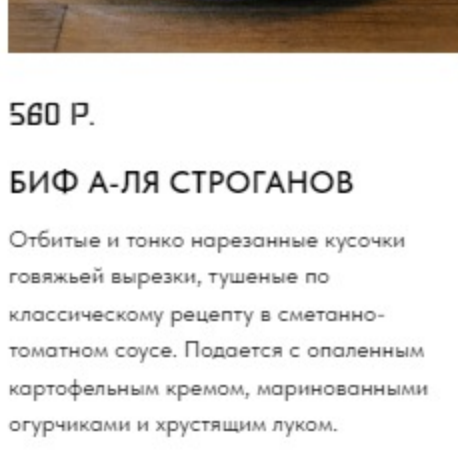 560 Р.
БИФ А-ЛЯ СТРОГАНОВ
Отбитые и тонко нарезанные кусочки
говяжьей вырезки, тушеные по
классическому рецепту в сметанно-
томатном соусе. Подается с опаленным
картофельным кремом, маринованными
огурчиками и хрустящим луком.